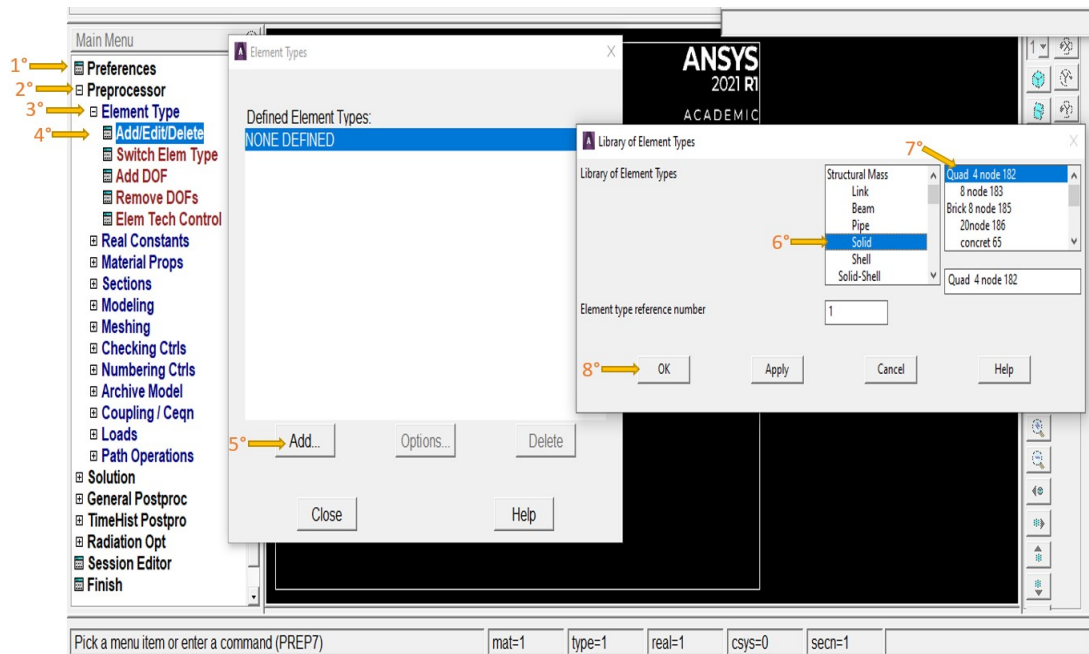 Main Menu
1° Preferences
2° Preprocessor
3° Element Type
4° Add/Edit/Delete
Switch Elem Type
Add DOF
Remove DOFs
Elem Tech Control
Real Constants
Material Props
Sections
Modeling
Meshing
Checking Ctrls
Numbering Ctrls
Archive Model
Coupling / Ceqn
Loads
Path Operations
Solution
General Postproc
TimeHist Postpro
Radiation Opt
Session Editor
Finish
Element Types
Defined Element Types:
NONE DEFINED
5° Add...
Options...
Delete
Close
Help
ANSYS
2021 R1
ACADEMIC
1
Library of Element Types
Library of Element Types
Structural Mass
Link
Beam
Pipe
6° Solid
Shell
Solid-Shell
7°
Quad 4 node 182
8 node 183
Brick 8 node 185
20node 186
concret 65
Quad 4 node 182
Element type reference number
1
8° OK
Apply
Cancel
Help
Pick a menu item or enter a command (PREP7)
mat=1
type=1
real=1
csys=0
secn=1